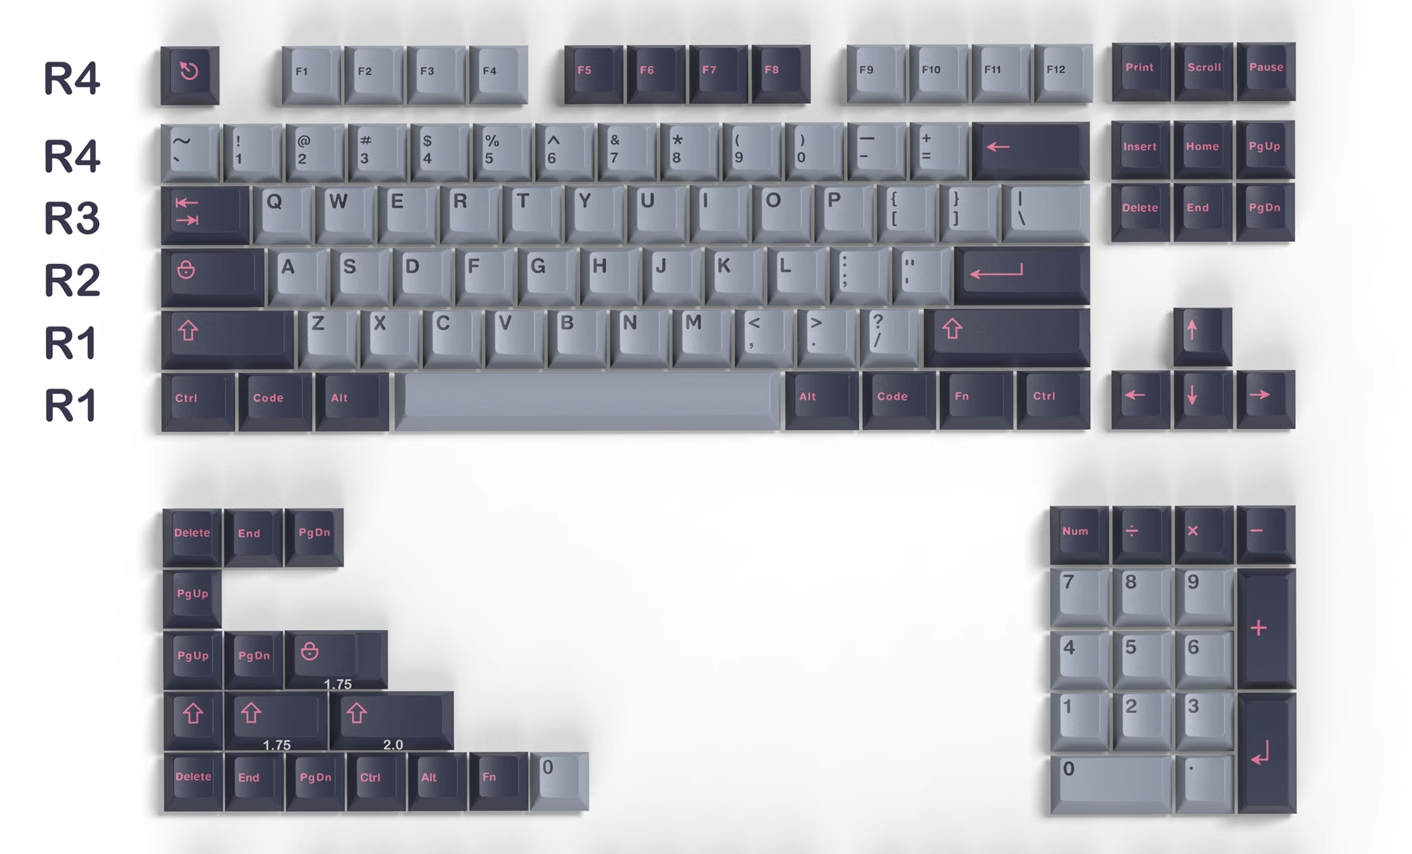 R4 F1 F2 F3 F4 F5 F6 F7 F8 F9 F10 F11 F12 Print Scroll Pause
~ ! @ # $ % ^ & * ( ) — +
R4 ` 1 2 3 4 5 6 7 8 9 0 - = ← Insert Home PgUp
R3 ⇤ ⇥ Q W E R T Y U I O P { [ } ] | \ Delete End PgDn
R2 A S D F G H J K L : ; " ' ↵
R1 ⇧ Z X C V B N M < , > . ? / ⇧ ↑
R1 Ctrl Code Alt Alt Code Fn Ctrl ← ↓ →
Delete End PgDn Num ÷ × −
PgUp 7 8 9 +
PgUp PgDn 4 5 6
1.75
⇧ ⇧ ⇧ 1 2 3 ↵
1.75 2.0
Delete End PgDn Ctrl Alt Fn 0 0 .